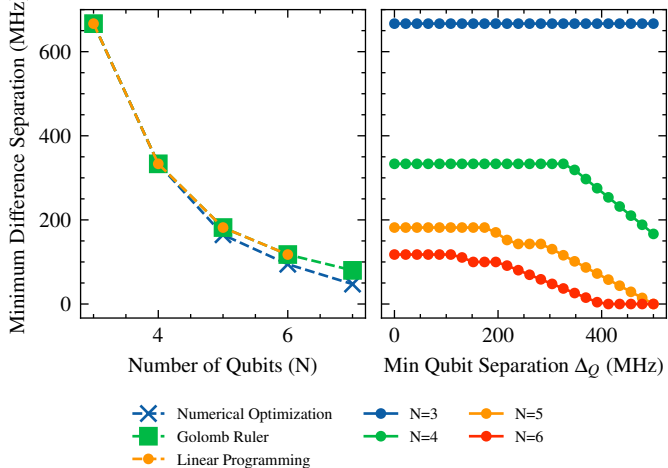 Minimum Difference Separation (MHz)
600
400
200
0
4
6
0
200
400
Number of Qubits (N)
Min Qubit Separation Δ_Q (MHz)
Numerical Optimization
Golomb Ruler
Linear Programming
N=3
N=4
N=5
N=6